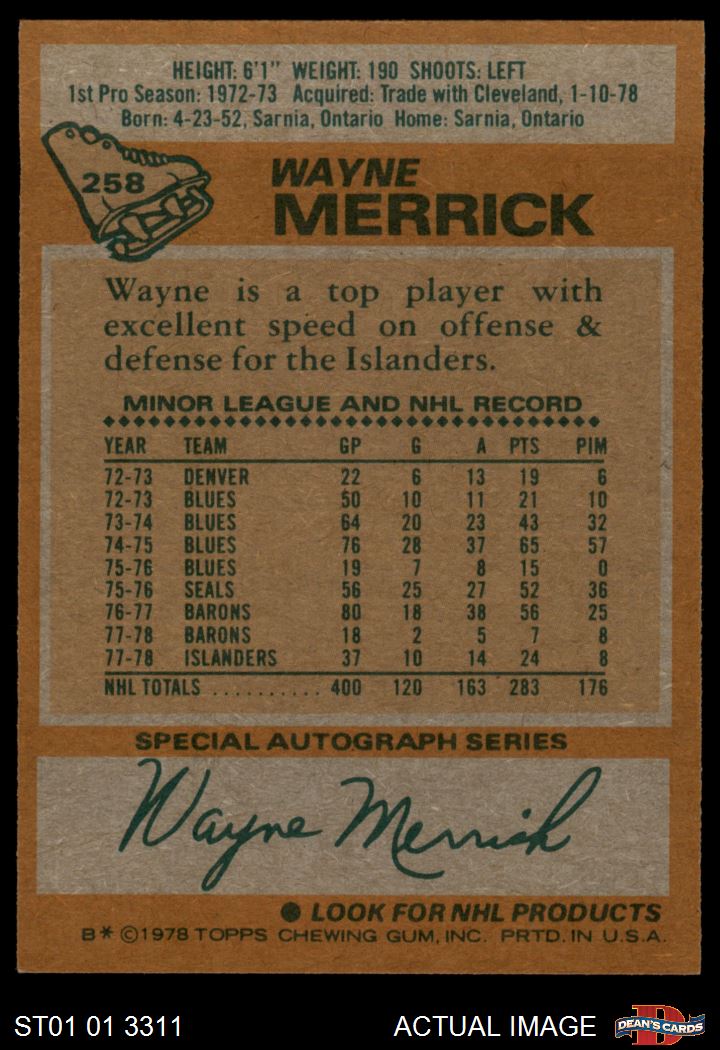 HEIGHT: 6'1" WEIGHT: 190 SHOOTS: LEFT
1st Pro Season: 1972-73 Acquired: Trade with Cleveland, 1-10-78
Born: 4-23-52, Sarnia, Ontario Home: Sarnia, Ontario
258
WAYNE
MERRICK
Wayne is a top player with
excellent speed on offense &
defense for the Islanders.
MINOR LEAGUE AND NHL RECORD
YEAR TEAM GP G A PTS PIM
72-73 DENVER 22 6 13 19 6
72-73 BLUES 50 10 11 21 10
73-74 BLUES 64 20 23 43 32
74-75 BLUES 76 28 37 65 57
75-76 BLUES 19 7 8 15 0
75-76 SEALS 56 25 27 52 36
76-77 BARONS 80 18 38 56 25
77-78 BARONS 18 2 5 7 8
77-78 ISLANDERS 37 10 14 24 8
NHL TOTALS .......... 400 120 163 283 176
SPECIAL AUTOGRAPH SERIES
Wayne Merrick
● LOOK FOR NHL PRODUCTS
B* ©1978 TOPPS CHEWING GUM, INC. PRTD. IN U.S.A.
ST01 01 3311 ACTUAL IMAGE D DEAN'S CARDS